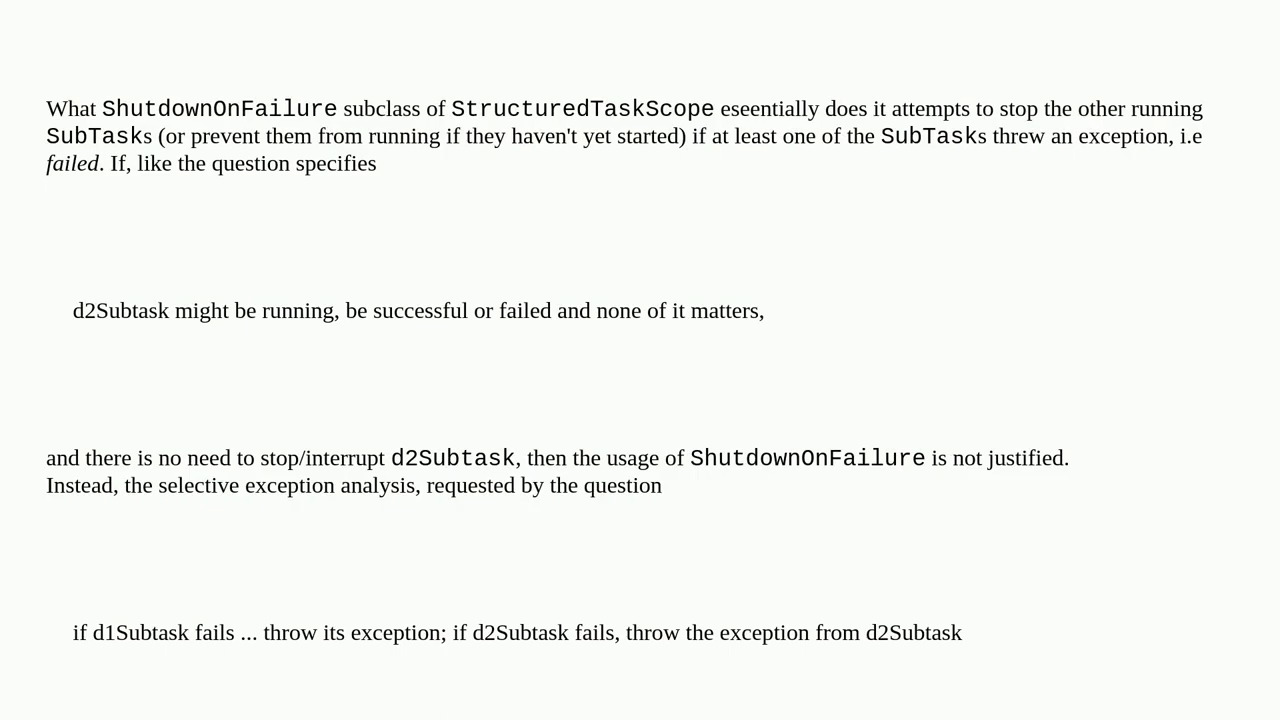 What ShutdownOnFailure subclass of StructuredTaskScope eseentially does it attempts to stop the other running
SubTasks (or prevent them from running if they haven't yet started) if at least one of the SubTasks threw an exception, i.e
failed. If, like the question specifies
d2Subtask might be running, be successful or failed and none of it matters,
and there is no need to stop/interrupt d2Subtask, then the usage of ShutdownOnFailure is not justified.
Instead, the selective exception analysis, requested by the question
if d1Subtask fails ... throw its exception; if d2Subtask fails, throw the exception from d2Subtask